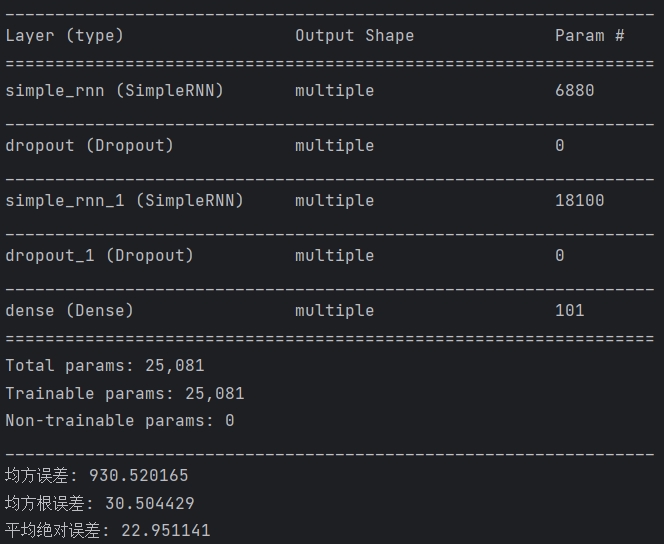 _________________________________________________________________
Layer (type)                 Output Shape              Param #
=================================================================
simple_rnn (SimpleRNN)       multiple                  6880
_________________________________________________________________
dropout (Dropout)            multiple                  0
_________________________________________________________________
simple_rnn_1 (SimpleRNN)     multiple                  18100
_________________________________________________________________
dropout_1 (Dropout)          multiple                  0
_________________________________________________________________
dense (Dense)                multiple                  101
=================================================================
Total params: 25,081
Trainable params: 25,081
Non-trainable params: 0
_________________________________________________________________
均方误差: 930.520165
均方根误差: 30.504429
平均绝对误差: 22.951141